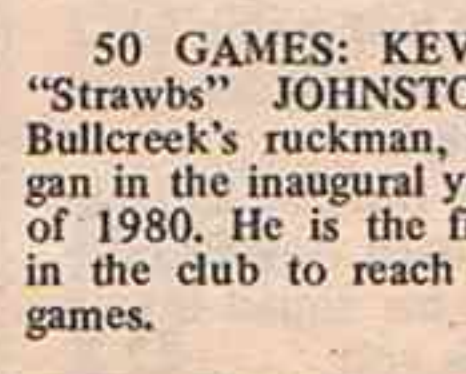 50 GAMES: KEV
"Strawbs" JOHNSTO
Bullcreek's ruckman,
gan in the inaugural y
of 1980. He is the f
in the club to reach
games.